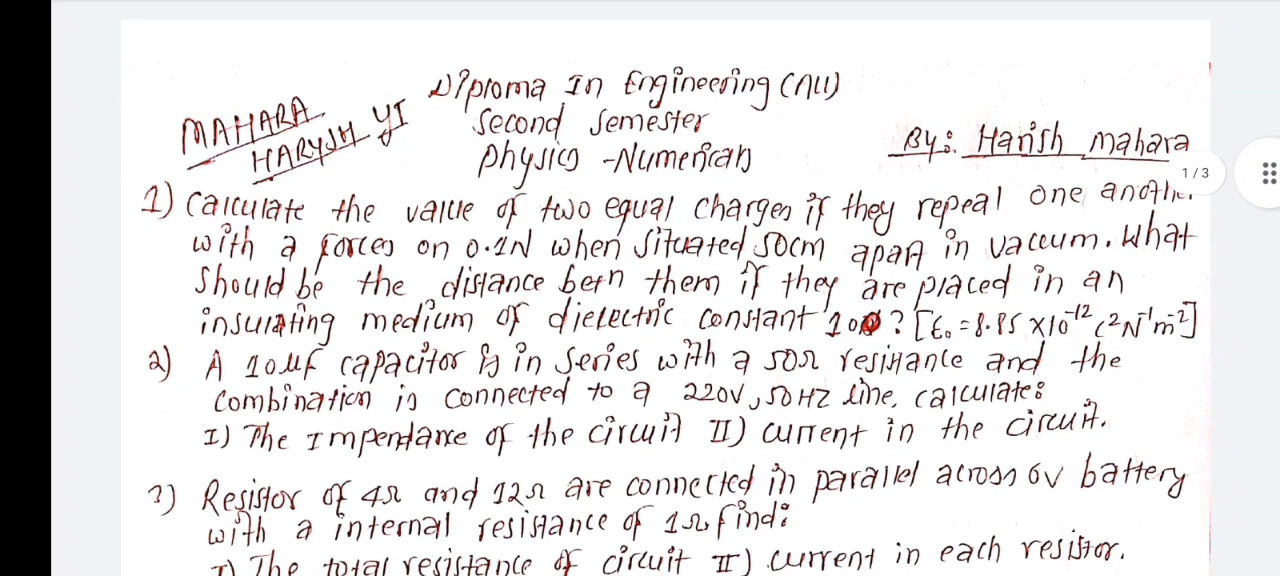 Diploma In Engineering (All)
MAHARA
HARYSH YI
Second Semester
By: Harish mahara
Physics -Numericals
1/3
1) Calculate the value of two equal charges if they repeal one another
with a forces on 0.1N when situated 50cm apart in vaccum. What
should be the distance betn them if they are placed in an
insulating medium of dielectric constant 10? [ε₀ = 8.85 X10⁻¹² C²N⁻¹m⁻²]
2) A 10uf capacitor is in series with a 50Ω resistance and the
combination is connected to a 220V, 50HZ line, calculate:
I) The Impendance of the circuit II) current in the circuit.
3) Resistor of 4Ω and 12Ω are connected in parallel across 6v battery
with a internal resistance of 1Ω, find:
I) The total resistance of circuit II) current in each resistor.